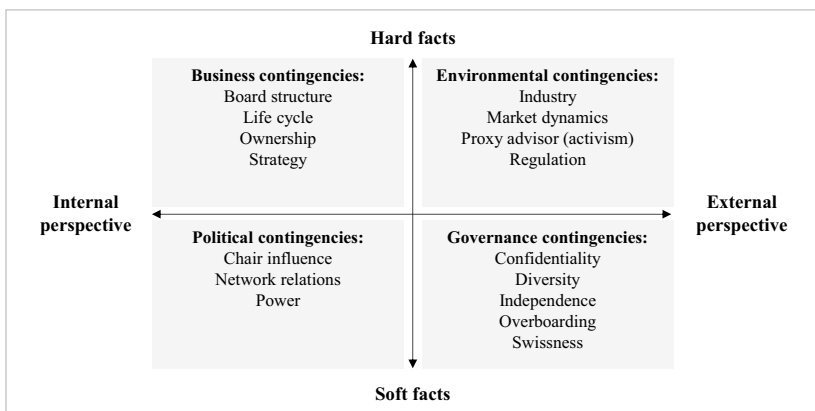 Hard facts
Business contingencies:
Board structure
Life cycle
Ownership
Strategy
Environmental contingencies:
Industry
Market dynamics
Proxy advisor (activism)
Regulation
Internal
perspective
External
perspective
Political contingencies:
Chair influence
Network relations
Power
Governance contingencies:
Confidentiality
Diversity
Independence
Overboarding
Swissness
Soft facts